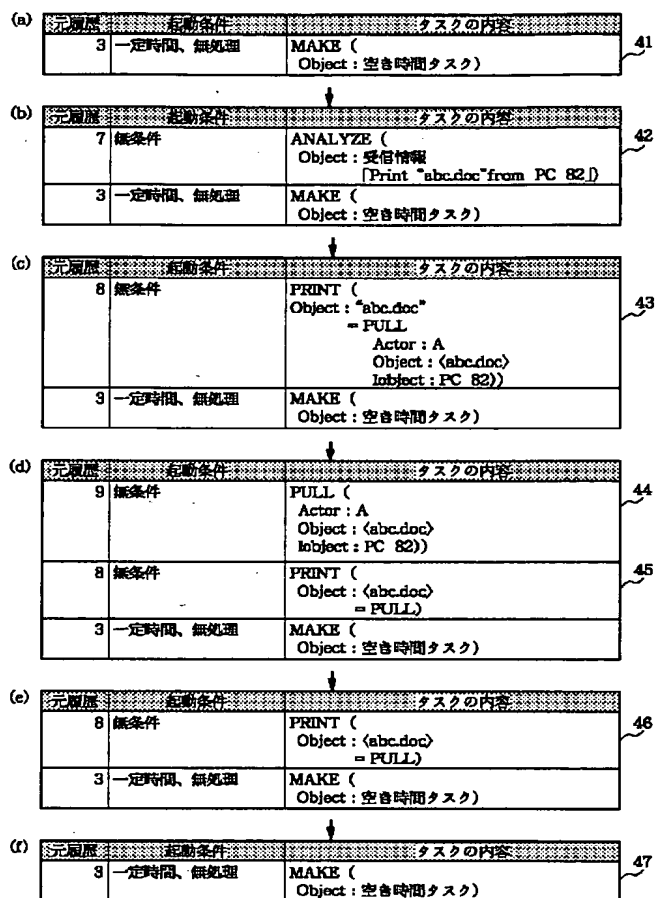 (a) 元履歴 起動条件 タスクの内容
3 一定時間、無処理 MAKE (
Object : 空き時間タスク)
41
(b) 元履歴 起動条件 タスクの内容
7 無条件 ANALYZE (
Object : 受信情報
「Print "abc.doc"from PC 82」)
42
3 一定時間、無処理 MAKE (
Object : 空き時間タスク)
(c) 元履歴 起動条件 タスクの内容
8 無条件 PRINT (
Object : "abc.doc"
= PULL
Actor : A
Object : 〈abc.doc〉
Iobject : PC 82))
43
3 一定時間、無処理 MAKE (
Object : 空き時間タスク)
(d) 元履歴 起動条件 タスクの内容
9 無条件 PULL (
Actor : A
Object : 〈abc.doc〉
Iobject : PC 82))
44
8 無条件 PRINT (
Object : 〈abc.doc〉
= PULL)
45
3 一定時間、無処理 MAKE (
Object : 空き時間タスク)
(e) 元履歴 起動条件 タスクの内容
8 無条件 PRINT (
Object : 〈abc.doc〉
= PULL)
46
3 一定時間、無処理 MAKE (
Object : 空き時間タスク)
(f) 元履歴 起動条件 タスクの内容
3 一定時間、無処理 MAKE (
Object : 空き時間タスク)
47